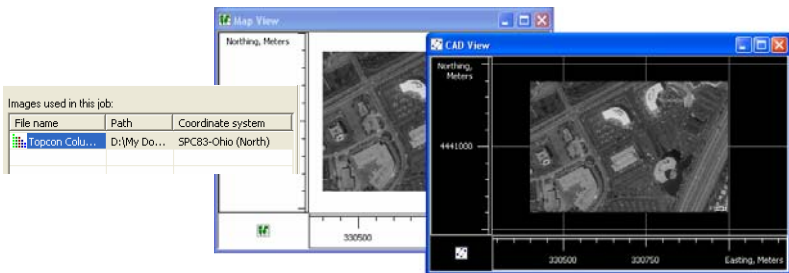 Map View
Northing, Meters
330500
CAD View
Northing,
Meters
4441000
330500 330750 Easting, Meters
Images used in this job:
File name Path Coordinate system
Topcon Colu... D:\My Do... SPC83-Ohio (North)